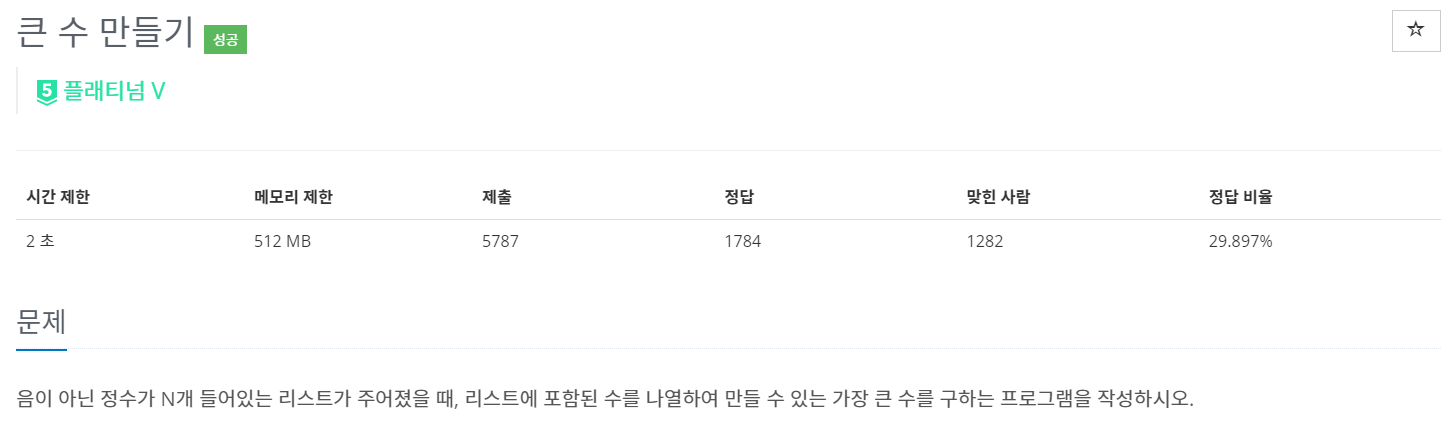 큰 수 만들기 성공
5 플래티넘 V
시간 제한 메모리 제한 제출 정답 맞힌 사람 정답 비율
2 초 512 MB 5787 1784 1282 29.897%
문제
음이 아닌 정수가 N개 들어있는 리스트가 주어졌을 때, 리스트에 포함된 수를 나열하여 만들 수 있는 가장 큰 수를 구하는 프로그램을 작성하시오.